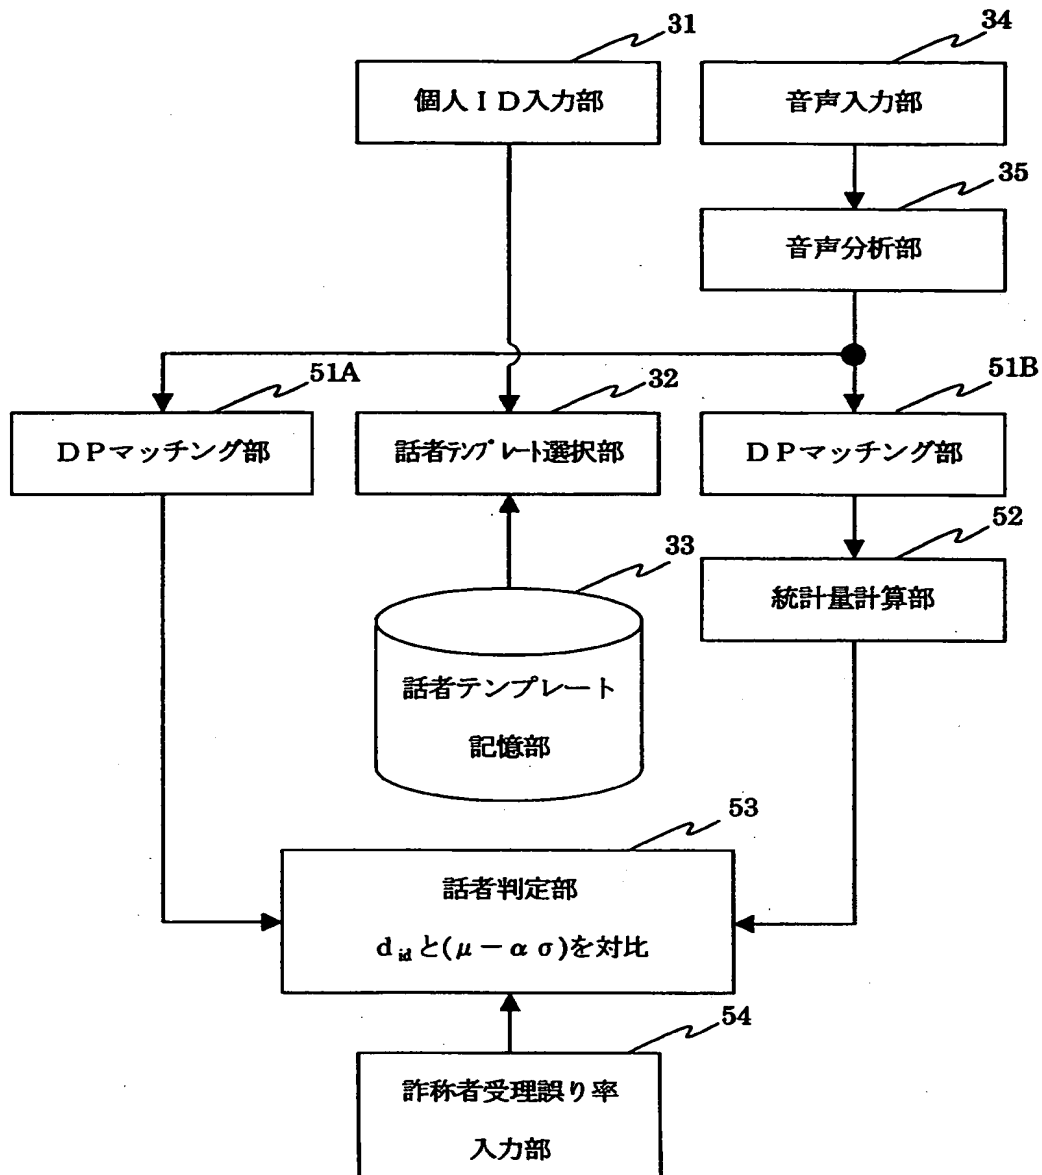 31
個人ＩＤ入力部
34
音声入力部
35
音声分析部
51A
ＤＰマッチング部
32
話者ﾃﾝﾌﾟﾚｰﾄ選択部
51B
ＤＰマッチング部
52
統計量計算部
33
話者テンプレート
記憶部
53
話者判定部
d_idと(μ－α σ)を対比
54
詐称者受理誤り率
入力部